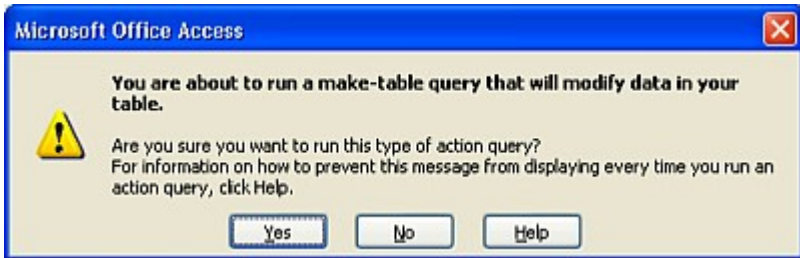 Microsoft Office Access
You are about to run a make-table query that will modify data in your
table.
Are you sure you want to run this type of action query?
For information on how to prevent this message from displaying every time you run an
action query, click Help.
Yes No Help